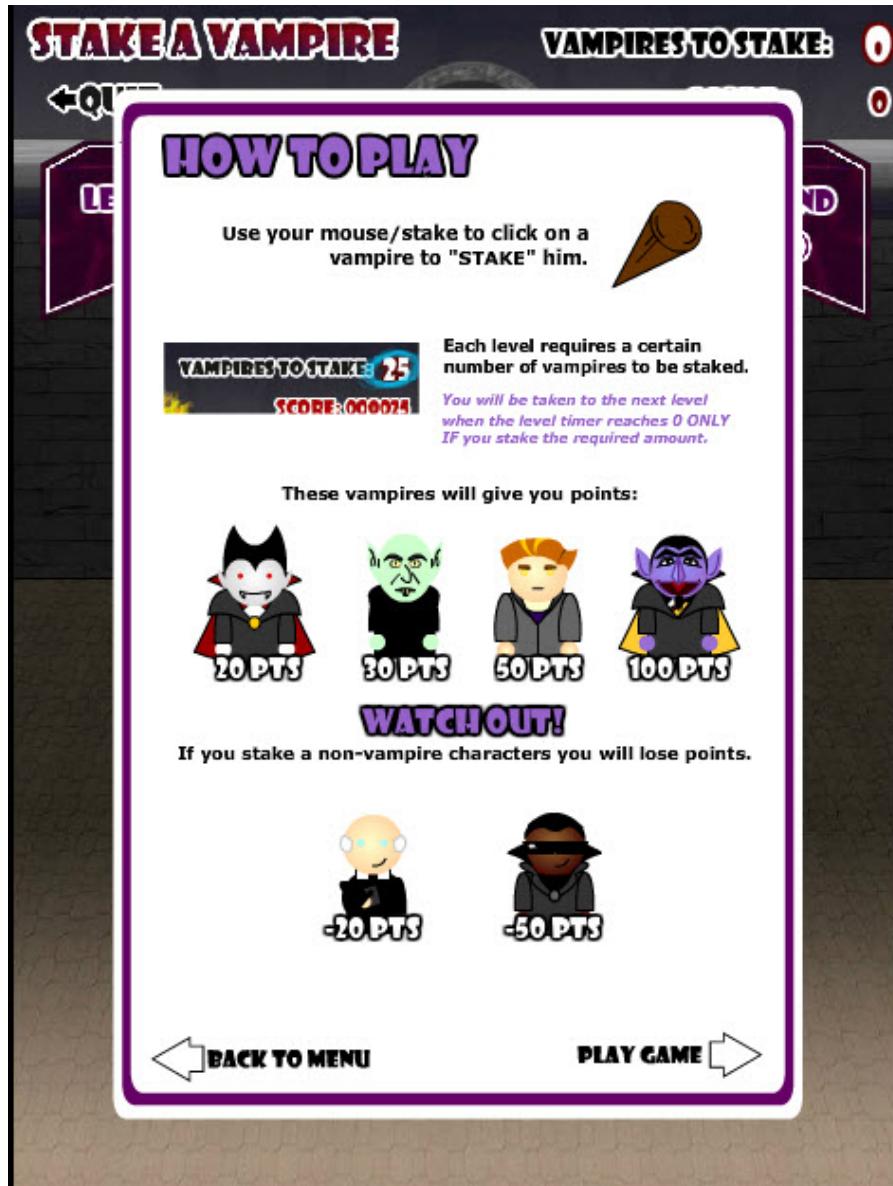 STAKE A VAMPIRE
VAMPIRES TO STAKE: 0
0
HOW TO PLAY
Use your mouse/stake to click on a
vampire to "STAKE" him.
VAMPIRES TO STAKE: 25
SCORE: 000025
Each level requires a certain
number of vampires to be staked.
You will be taken to the next level
when the level timer reaches 0 ONLY
IF you stake the required amount.
These vampires will give you points:
20 PTS 30 PTS 50 PTS 100 PTS
WATCH OUT!
If you stake a non-vampire characters you will lose points.
-20 PTS -50 PTS
BACK TO MENU PLAY GAME